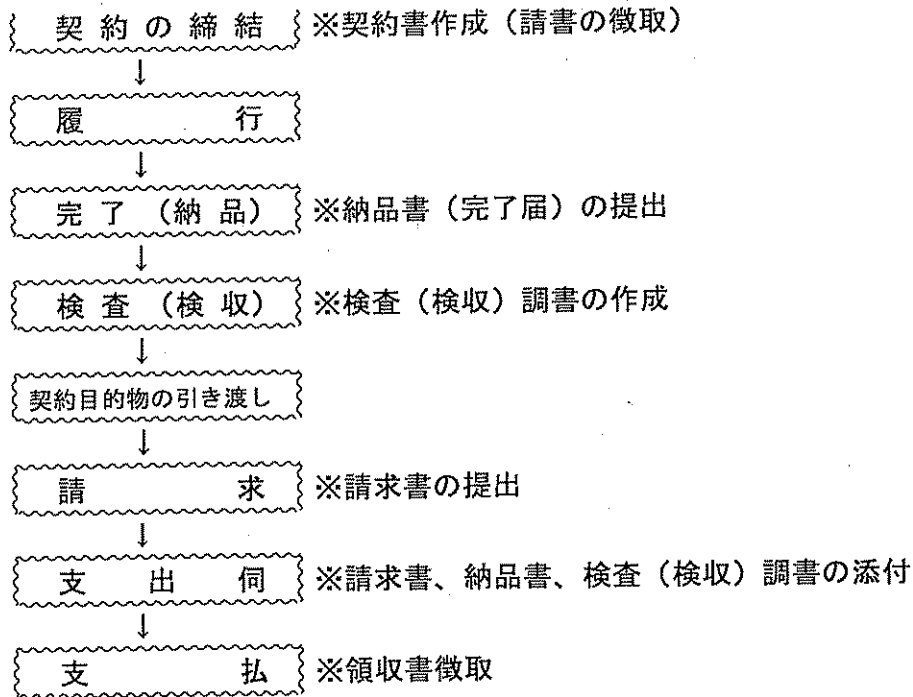 契約の締結 ※契約書作成（請書の徴取）
↓
履行
↓
完了（納品） ※納品書（完了届）の提出
↓
検査（検収） ※検査（検収）調書の作成
↓
契約目的物の引き渡し
↓
請求 ※請求書の提出
↓
支出伺 ※請求書、納品書、検査（検収）調書の添付
↓
支払 ※領収書徴取